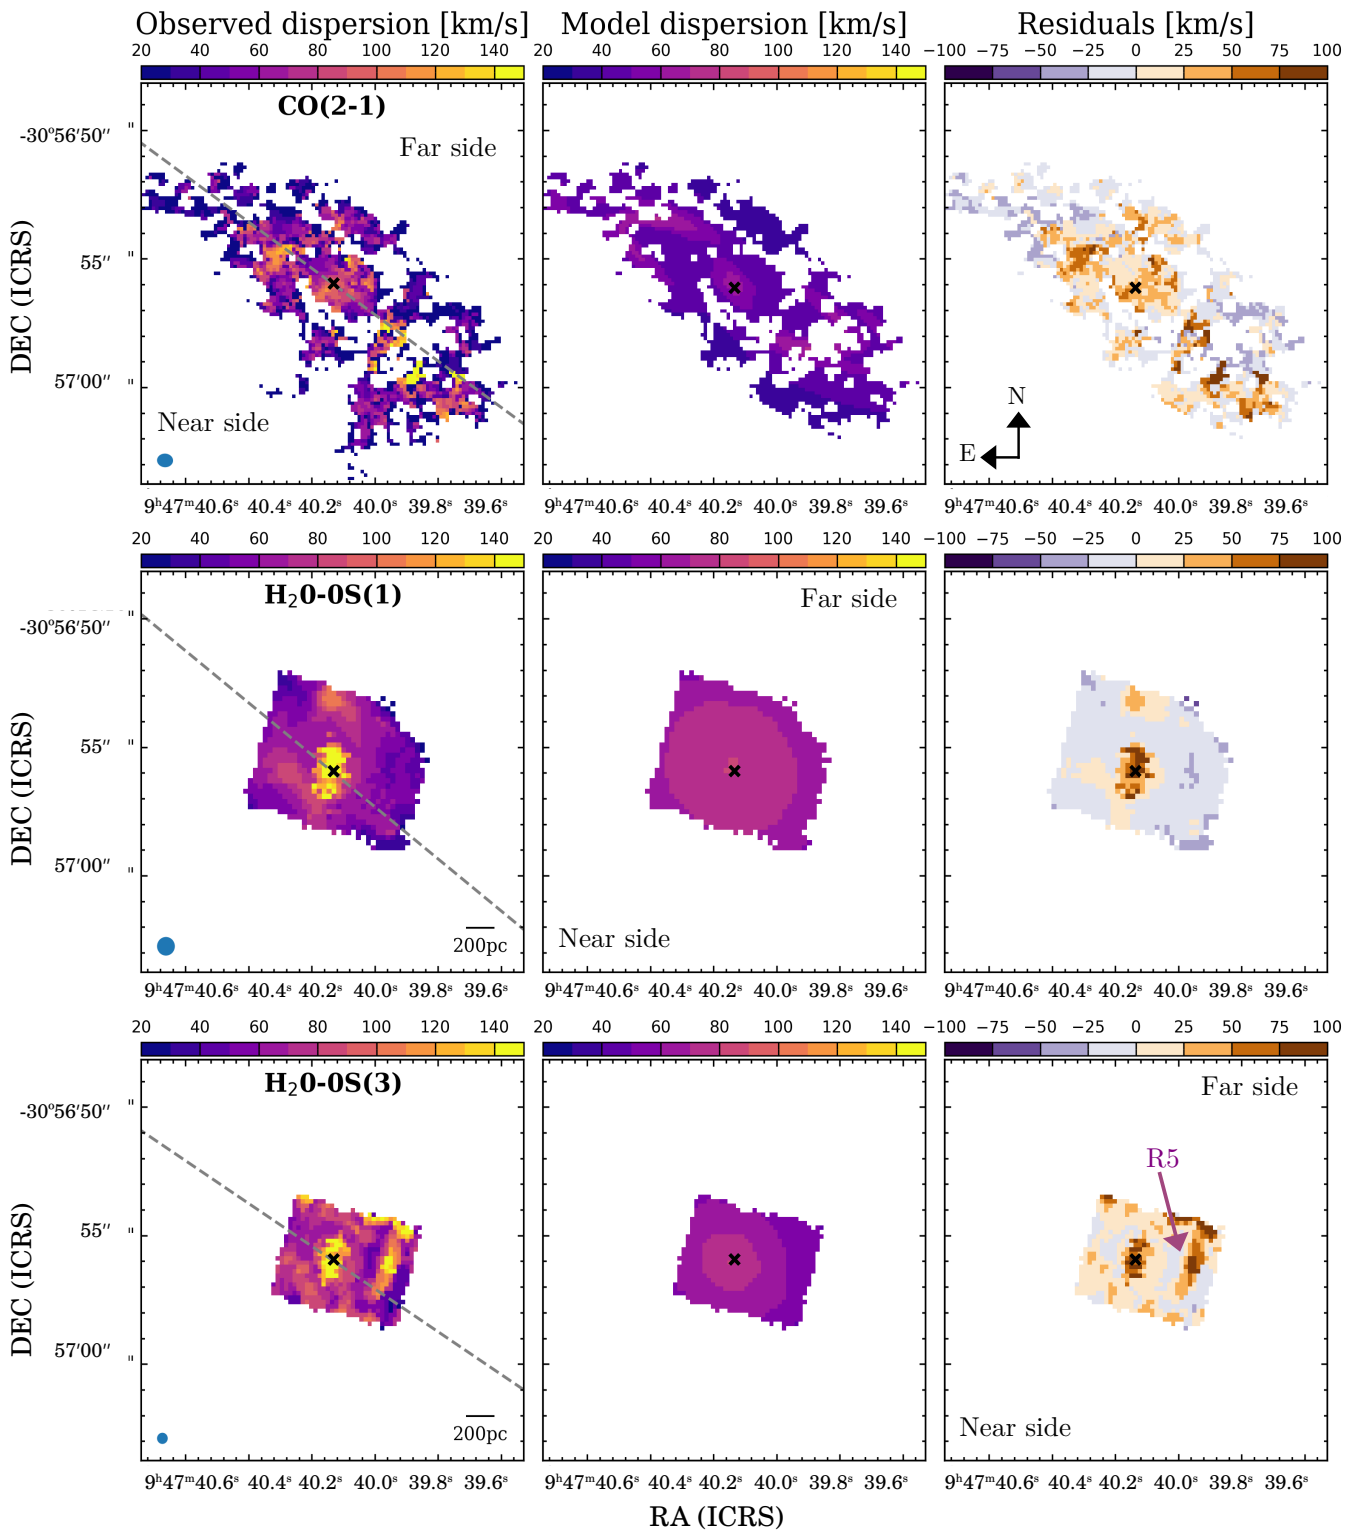 Observed dispersion [km/s] Model dispersion [km/s] Residuals [km/s]
20 40 60 80 100 120 140 20 40 60 80 100 120 140 −100 −75 −50 −25 0 25 50 75 100
CO(2-1)
Far side
-30°56′50″ "
55″ "
57′00″ "
DEC (ICRS)
Near side
N
E
9ʰ47ᵐ40.6ˢ 40.4ˢ 40.2ˢ 40.0ˢ 39.8ˢ 39.6ˢ 9ʰ47ᵐ40.6ˢ 40.4ˢ 40.2ˢ 40.0ˢ 39.8ˢ 39.6ˢ 9ʰ47ᵐ40.6ˢ 40.4ˢ 40.2ˢ 40.0ˢ 39.8ˢ 39.6ˢ
20 40 60 80 100 120 140 20 40 60 80 100 120 140 −100 −75 −50 −25 0 25 50 75 100
H₂0-0S(1)
Far side
-30°56′50″ "
55″ "
57′00″ "
DEC (ICRS)
Near side
200pc
9ʰ47ᵐ40.6ˢ 40.4ˢ 40.2ˢ 40.0ˢ 39.8ˢ 39.6ˢ 9ʰ47ᵐ40.6ˢ 40.4ˢ 40.2ˢ 40.0ˢ 39.8ˢ 39.6ˢ 9ʰ47ᵐ40.6ˢ 40.4ˢ 40.2ˢ 40.0ˢ 39.8ˢ 39.6ˢ
20 40 60 80 100 120 140 20 40 60 80 100 120 140 −100 −75 −50 −25 0 25 50 75 100
H₂0-0S(3)
Far side
-30°56′50″ "
R5
55″ "
57′00″ "
DEC (ICRS)
200pc
Near side
9ʰ47ᵐ40.6ˢ 40.4ˢ 40.2ˢ 40.0ˢ 39.8ˢ 39.6ˢ 9ʰ47ᵐ40.6ˢ 40.4ˢ 40.2ˢ 40.0ˢ 39.8ˢ 39.6ˢ 9ʰ47ᵐ40.6ˢ 40.4ˢ 40.2ˢ 40.0ˢ 39.8ˢ 39.6ˢ
RA (ICRS)